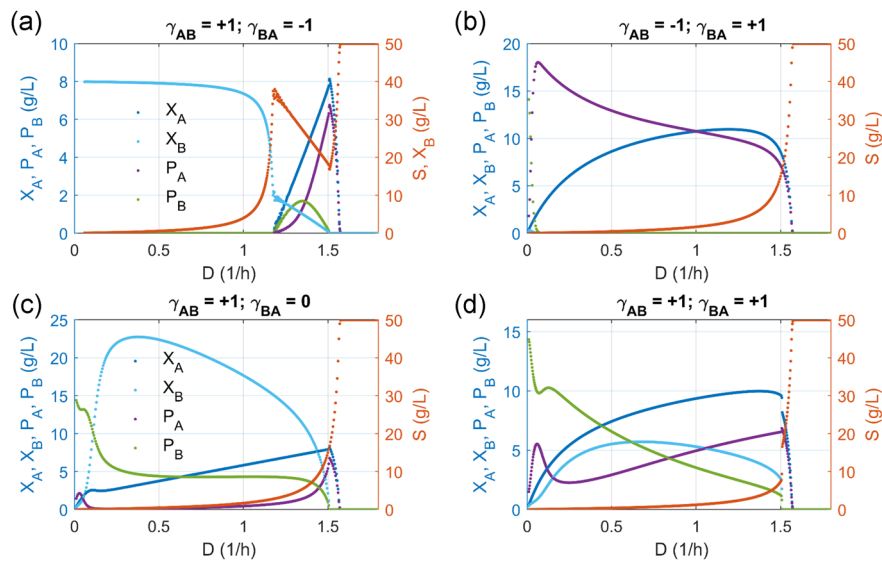 (a)
γAB = +1; γBA = -1
XA, PA, PB (g/L)
10
8
6
4
2
0
XA
XB
PA
PB
50
40
30
20
10
0
S, XB (g/L)
0
0.5
1
1.5
D (1/h)
(b)
γAB = -1; γBA = +1
XA, XB, PA, PB (g/L)
20
15
10
5
0
50
40
30
20
10
0
S (g/L)
0
0.5
1
1.5
D (1/h)
(c)
γAB = +1; γBA = 0
XA, XB, PA, PB (g/L)
25
20
15
10
5
0
XA
XB
PA
PB
50
40
30
20
10
0
S (g/L)
0
0.5
1
1.5
D (1/h)
(d)
γAB = +1; γBA = +1
XA, XB, PA, PB (g/L)
15
10
5
0
50
40
30
20
10
0
S (g/L)
0
0.5
1
1.5
D (1/h)